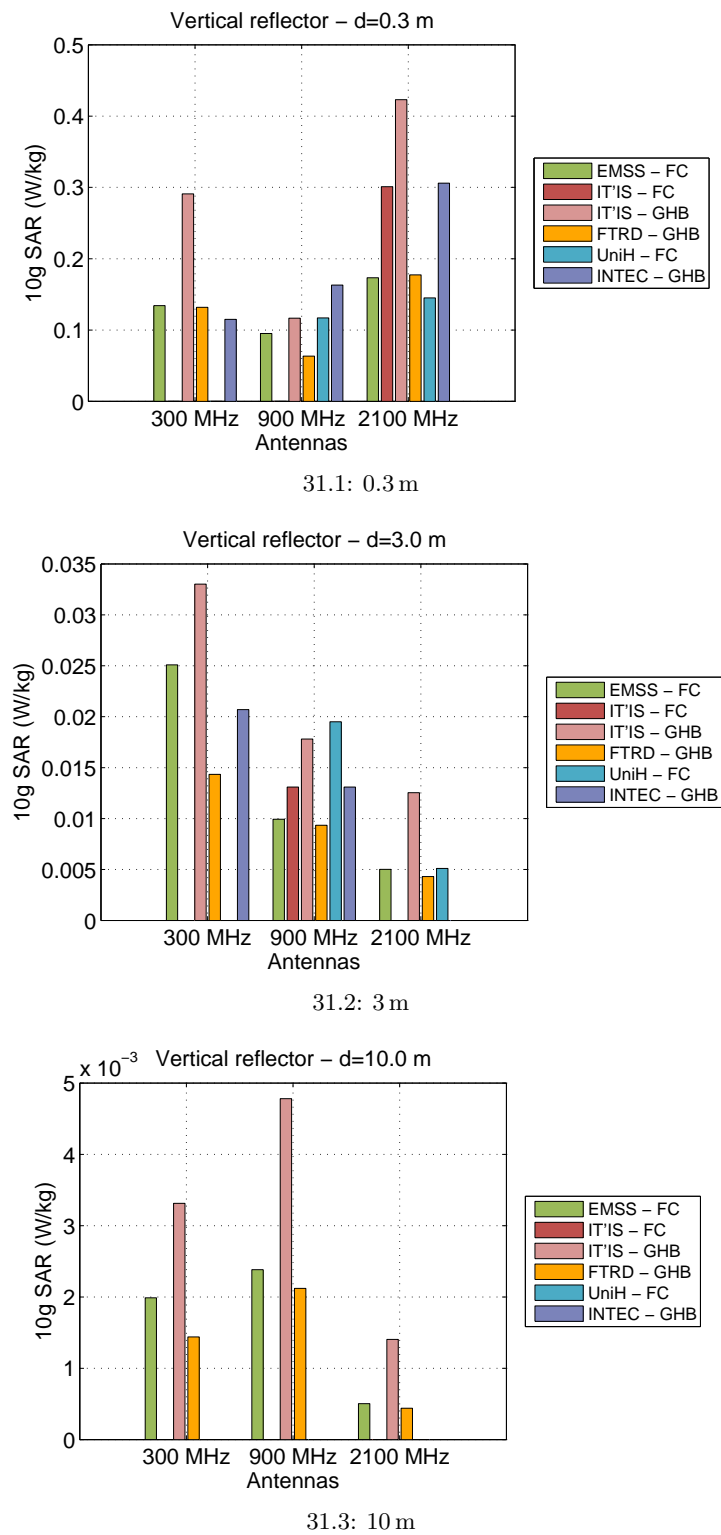 Vertical reflector – d=0.3 m
0.5
0.4
0.3
0.2
0.1
0
10g SAR (W/kg)
300 MHz 900 MHz 2100 MHz
Antennas
EMSS – FC
IT'IS – FC
IT'IS – GHB
FTRD – GHB
UniH – FC
INTEC – GHB
31.1: 0.3 m
Vertical reflector – d=3.0 m
0.035
0.03
0.025
0.02
0.015
0.01
0.005
0
10g SAR (W/kg)
300 MHz 900 MHz 2100 MHz
Antennas
EMSS – FC
IT'IS – FC
IT'IS – GHB
FTRD – GHB
UniH – FC
INTEC – GHB
31.2: 3 m
x 10⁻³ Vertical reflector – d=10.0 m
5
4
3
2
1
0
10g SAR (W/kg)
300 MHz 900 MHz 2100 MHz
Antennas
EMSS – FC
IT'IS – FC
IT'IS – GHB
FTRD – GHB
UniH – FC
INTEC – GHB
31.3: 10 m